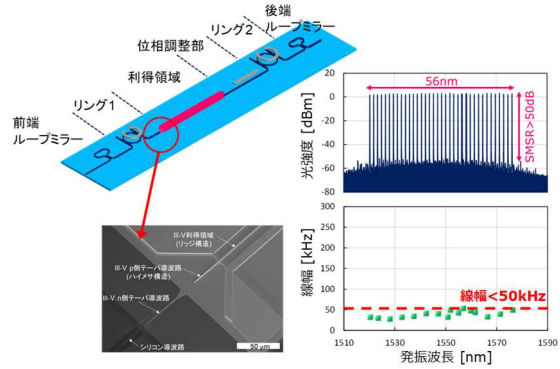 リング2
後端
ループミラー
位相調整部
利得領域
リング1
前端
ループミラー
III-V利得領域
(リッジ構造)
III-V p側テーパ導波路
(ハイメサ構造)
III-V n側テーパ導波路
シリコン導波路
50 μm
光強度 [dBm]
20
0
-20
-40
-60
-80
56nm
SMSR>50dB
線幅 [kHz]
300
250
200
150
100
50
0
線幅<50kHz
1510
1530
1550
1570
1590
発振波長 [nm]